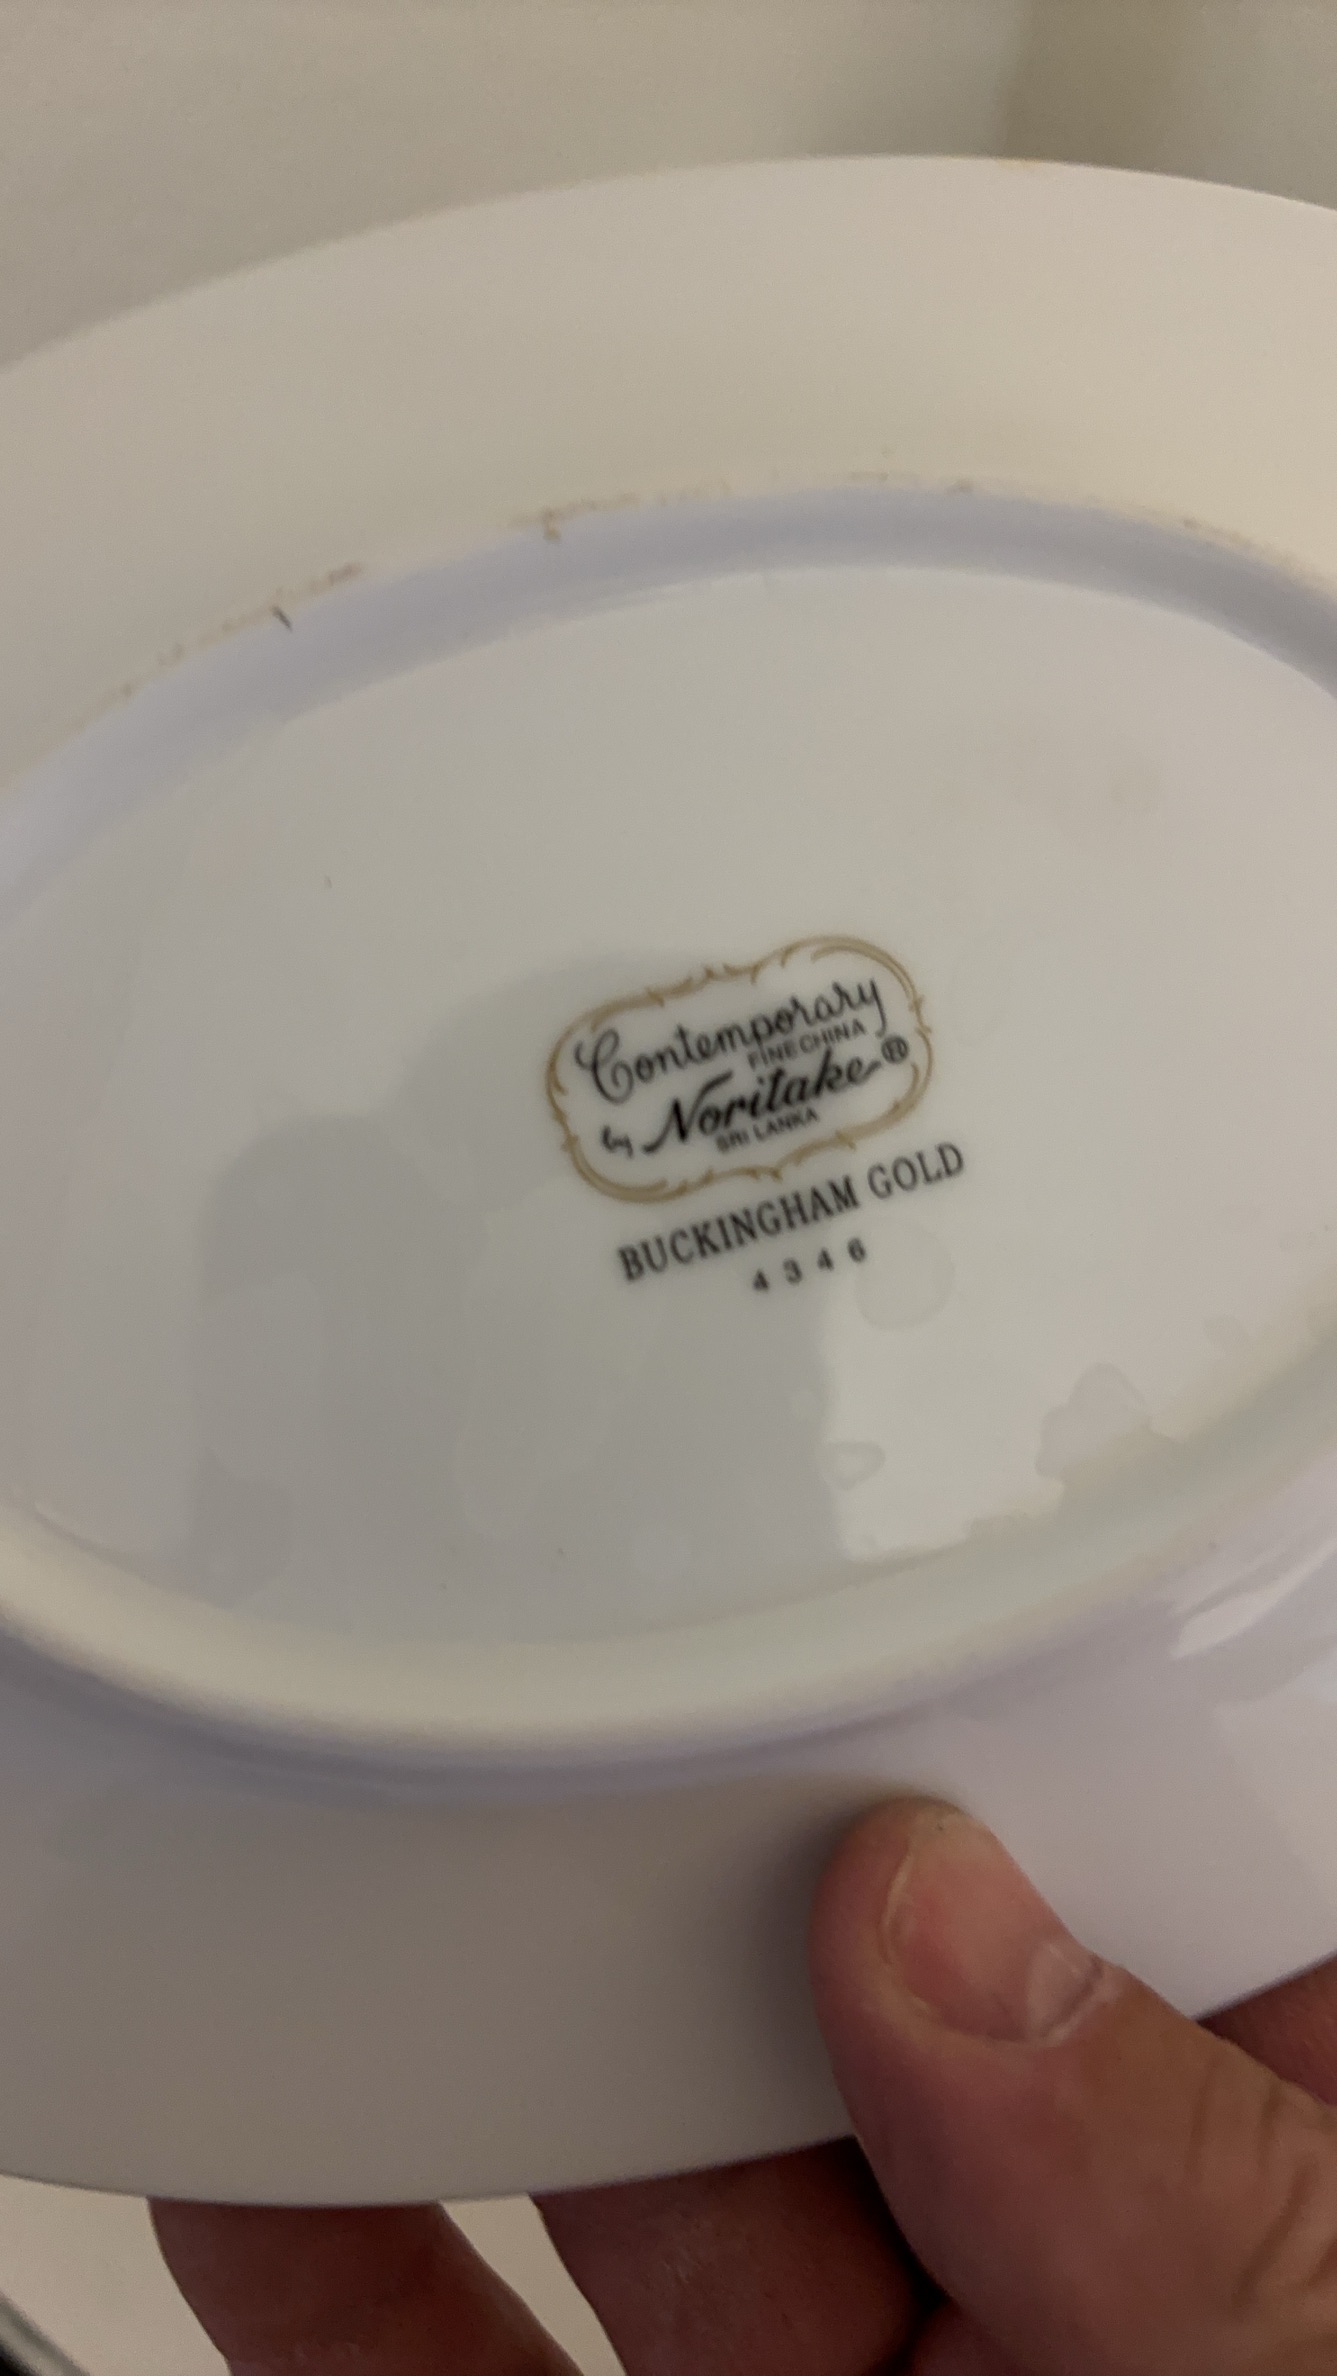 Contemporary
FINE CHINA
by Noritake®
SRI LANKA
BUCKINGHAM GOLD
4346